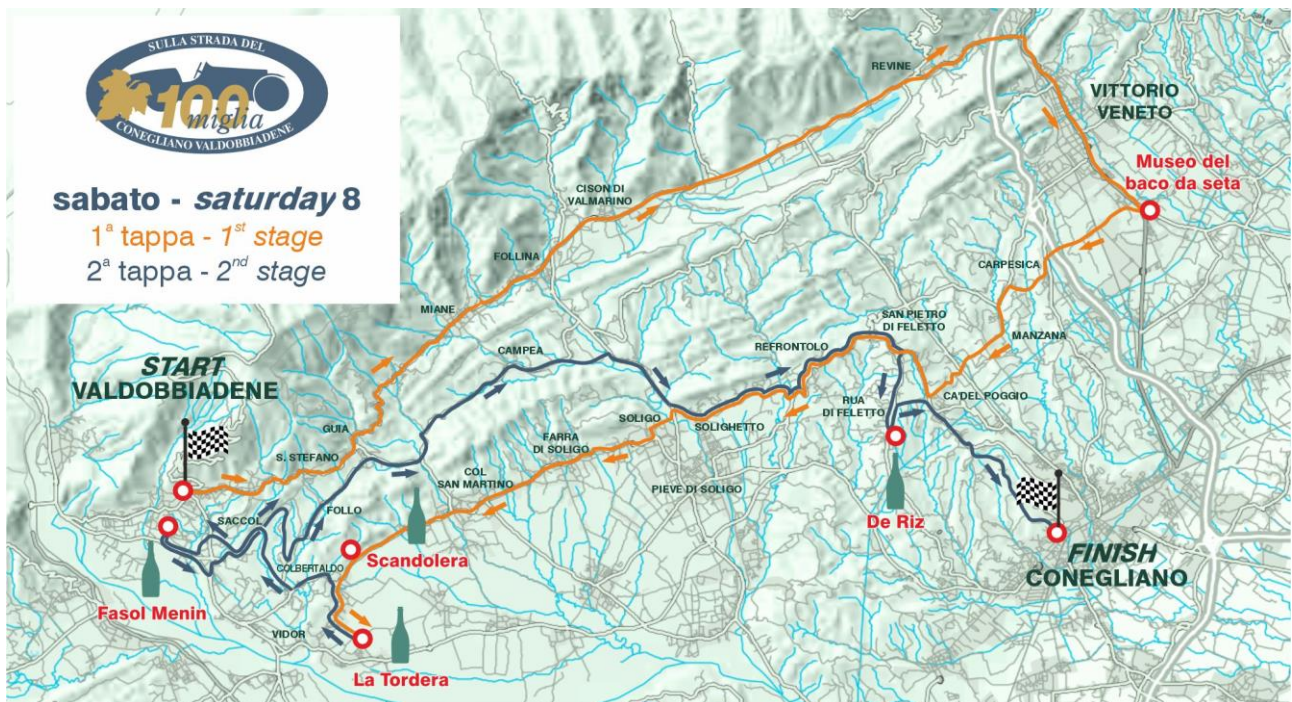 SULLA STRADA DEL
100
miglia
CONEGLIANO VALDOBBIADENE
sabato - saturday 8
1ª tappa - 1st stage
2ª tappa - 2nd stage
REVINE
VITTORIO
VENETO
Museo del
baco da seta
CISON DI
VALMARINO
FOLLINA
CARPESICA
MIANE
SAN PIETRO
DI FELETTO
MANZANA
REFRONTOLO
CAMPEA
START
VALDOBBIADENE
RUA
DI FELETTO
CA'DEL POGGIO
SOLIGO
SOLIGHETTO
GUIA
FARRA
DI SOLIGO
S. STEFANO
COL
SAN MARTINO
PIEVE DI SOLIGO
FOLLO
SACCOL
De Riz
Scandolera
COLBERTALDO
FINISH
CONEGLIANO
Fasol Menin
VIDOR
La Tordera